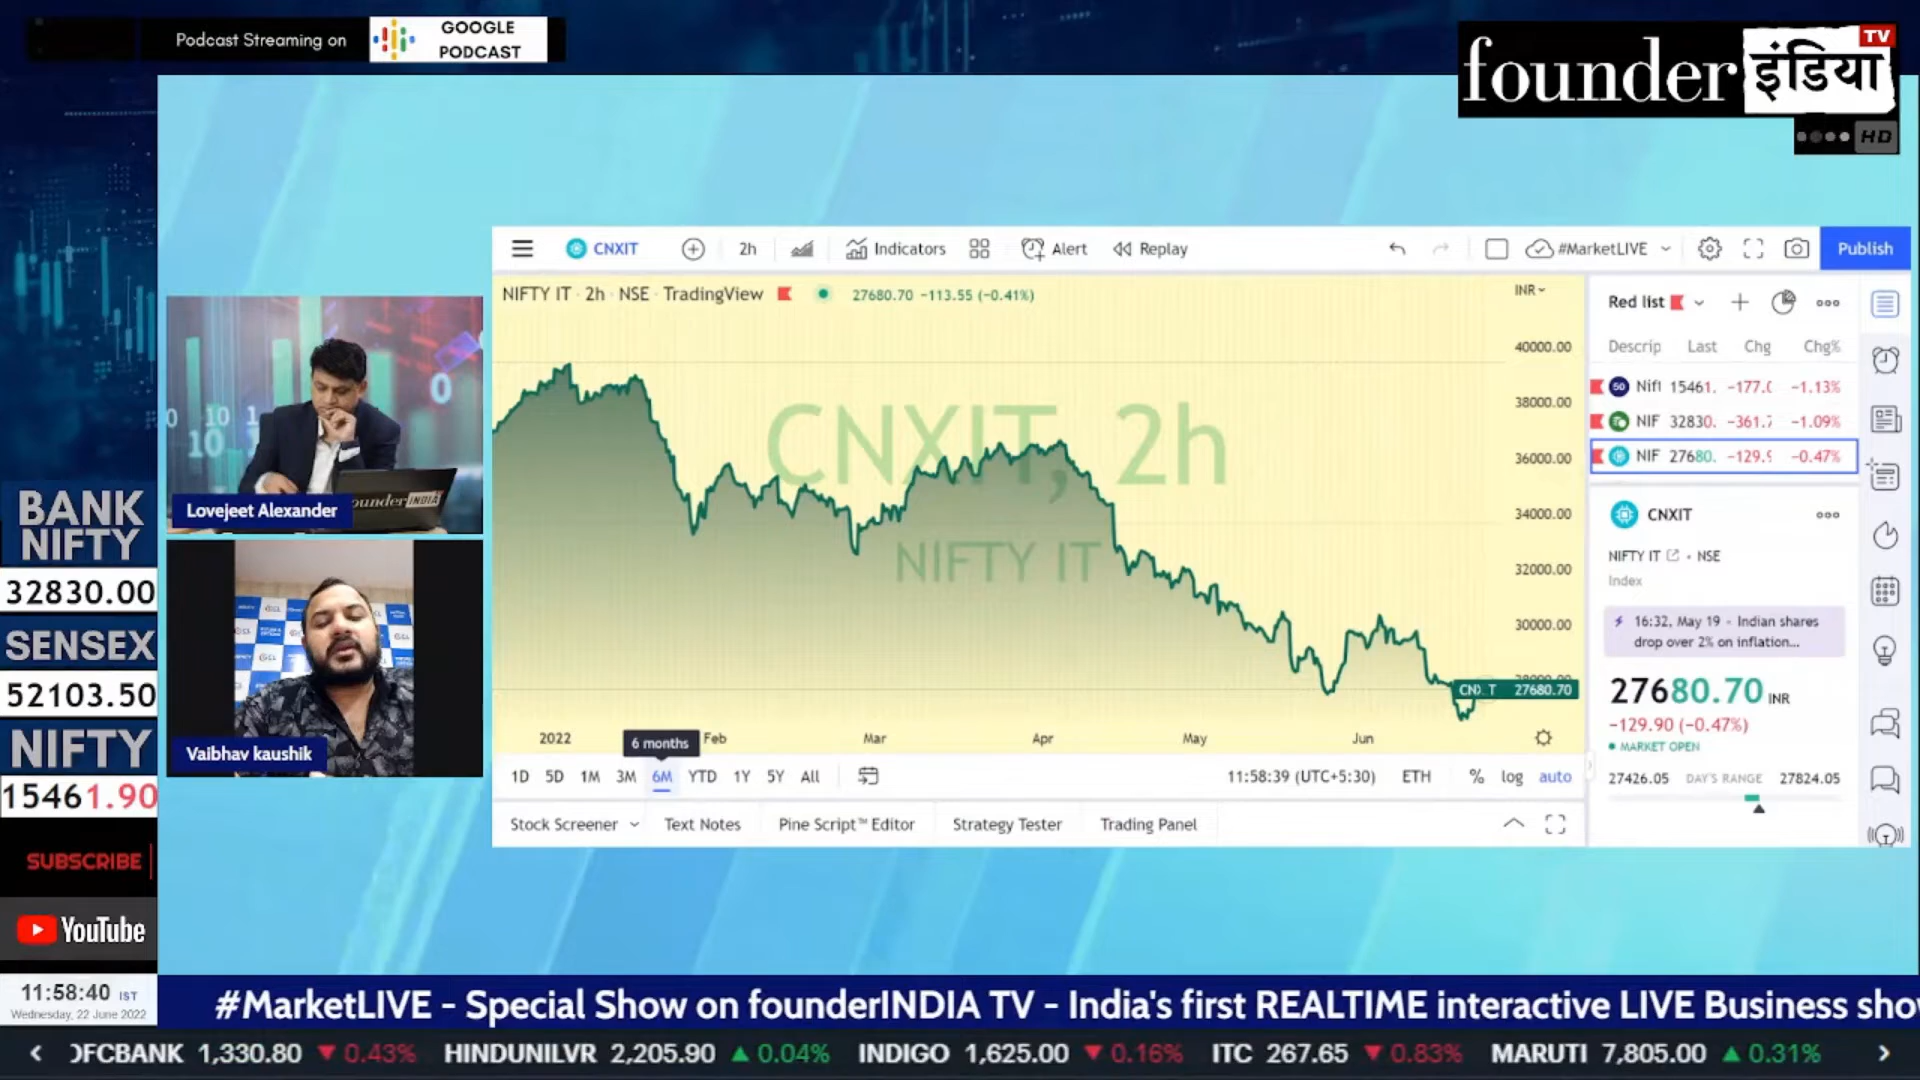 Podcast Streaming on
GOOGLE
PODCAST
founder इंडिया TV
HD
CNXIT 2h Indicators Alert Replay #MarketLIVE Publish
NIFTY IT · 2h · NSE · TradingView 27680.70 −113.55 (−0.41%) INR
CNXIT, 2h
NIFTY IT
40000.00
38000.00
36000.00
34000.00
32000.00
30000.00
27680.70
2022 Feb Mar Apr May Jun
6 months
1D 5D 1M 3M 6M YTD 1Y 5Y All 11:58:39 (UTC+5:30) ETH % log auto
Stock Screener Text Notes Pine Script™ Editor Strategy Tester Trading Panel
Red list
Descrip Last Chg Chg%
50 Nift 15461. −177. −1.13%
NIF 32830. −361. −1.09%
NIF 27680. −129.9 −0.47%
CNXIT
NIFTY IT • NSE
Index
16:32, May 19 - Indian shares
drop over 2% on inflation...
27680.70 INR
−129.90 (−0.47%)
MARKET OPEN
27426.05 DAY'S RANGE 27824.05
Lovejeet Alexander
founder INDIA
Vaibhav kaushik
BANK
NIFTY
32830.00
SENSEX
52103.50
NIFTY
15461.90
SUBSCRIBE
YouTube
11:58:40 IST
Wednesday, 22 June 2022
#MarketLIVE - Special Show on founderINDIA TV - India's first REALTIME interactive LIVE Business sho
DFCBANK 1,330.80 ▼ 0.43% HINDUNILVR 2,205.90 ▲ 0.04% INDIGO 1,625.00 ▼ 0.16% ITC 267.65 ▼ 0.83% MARUTI 7,805.00 ▲ 0.31%